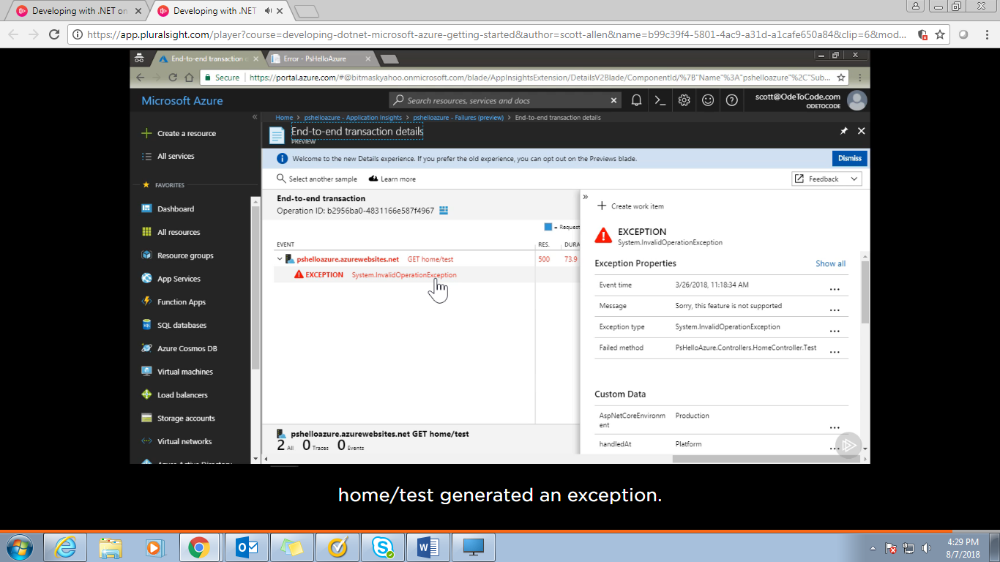 Developing with .NET on
Developing with .NET
https://app.pluralsight.com/player?course=developing-dotnet-microsoft-azure-getting-started&author=scott-allen&name=b99c39f4-5801-4ac9-a31d-a1cafe650a84&clip=6&mod...
End-to-end transaction
Error - PsHelloAzure
Secure
https://portal.azure.com/#@bitmaskyahoo.onmicrosoft.com/blade/AppInsightsExtension/DetailsV2Blade/ComponentId/%7B"Name"%3A"pshelloazure"%2C"Sub...
Microsoft Azure
Search resources, services and docs
scott@OdeToCode.com
ODETOCODE
Home > pshelloazure - Application Insights > pshelloazure - Failures (preview) > End-to-end transaction details
End-to-end transaction details
PREVIEW
Welcome to the new Details experience. If you prefer the old experience, you can opt out on the Previews blade.
Dismiss
Select another sample
Learn more
Feedback
Create a resource
All services
FAVORITES
Dashboard
All resources
Resource groups
App Services
Function Apps
SQL databases
Azure Cosmos DB
Virtual machines
Load balancers
Storage accounts
Virtual networks
Azure Active Directory
End-to-end transaction
Operation ID: b2956ba0-4831166e587f4967
= Request
EVENT RES. DURA
pshelloazure.azurewebsites.net GET home/test 500 73.9
EXCEPTION System.InvalidOperationException
pshelloazure.azurewebsites.net GET home/test
2 All 0 Traces 0 Events
Create work item
EXCEPTION
System.InvalidOperationException
Exception Properties Show all
Event time 3/26/2018, 11:18:34 AM ...
Message Sorry, this feature is not supported ...
Exception type System.InvalidOperationException ...
Failed method PsHelloAzure.Controllers.HomeController.Test ...
Custom Data
AspNetCoreEnvironm
ent
Production ...
handledAt Platform ...
home/test generated an exception.
4:29 PM
8/7/2018